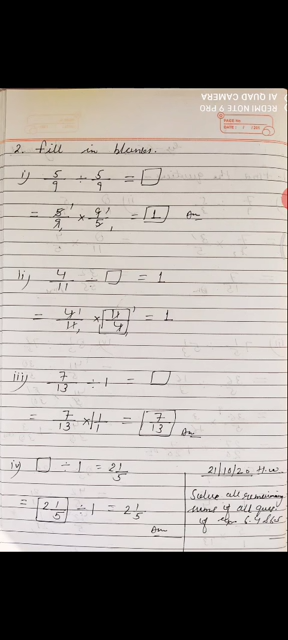 REDMI NOTE 9 PRO
AI QUAD CAMERA
PAGE No.
DATE
2. fill in blanks.
i) 5/9 ÷ 5/9 = □
= 5/9 × 9/5 = 1 Ans
ii) 4/11 ÷ □ = 1
= 4/11 × 11/4 = 1
iii) 7/13 ÷ 1 = □
= 7/13 × 1/1 = 7/13 Ans
iv) □ ÷ 1 = 2 1/5
= 2 1/5 ÷ 1 = 2 1/5
Ans
21/10/20 H.W
Solve all remaining
sums of all ques
of